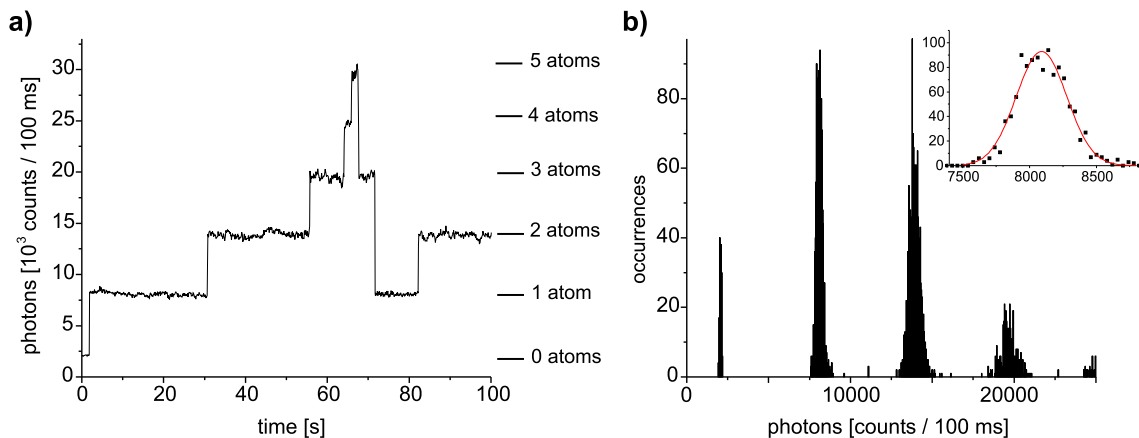 a)
photons [10³ counts / 100 ms]
30
25
20
15
10
5
0
0 20 40 60 80 100
time [s]
5 atoms
4 atoms
3 atoms
2 atoms
1 atom
0 atoms
b)
occurrences
80
60
40
20
0
0 10000 20000
photons [counts / 100 ms]
100
80
60
40
20
0
7500 8000 8500